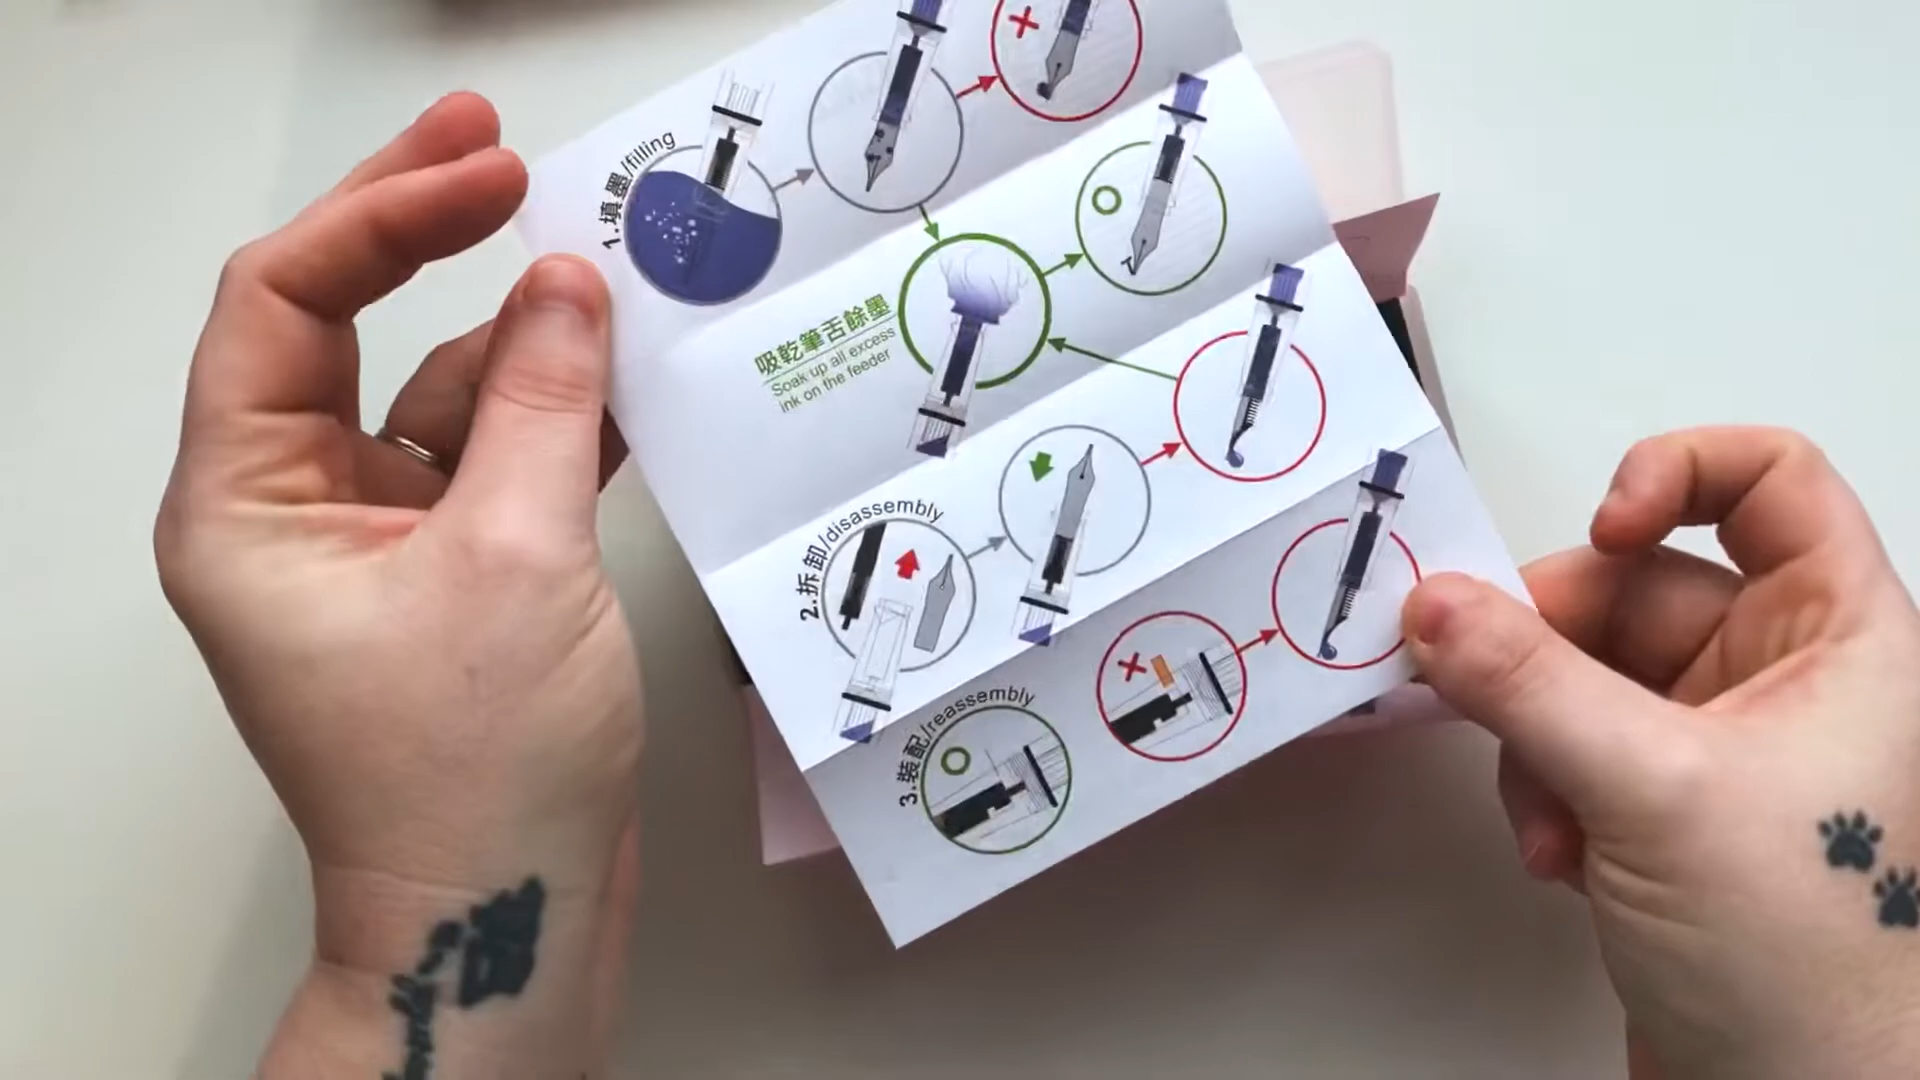 1.填墨/filling
吸乾筆舌餘墨
Soak up all excess
ink on the feeder
2.拆卸/disassembly
3.裝配/reassembly